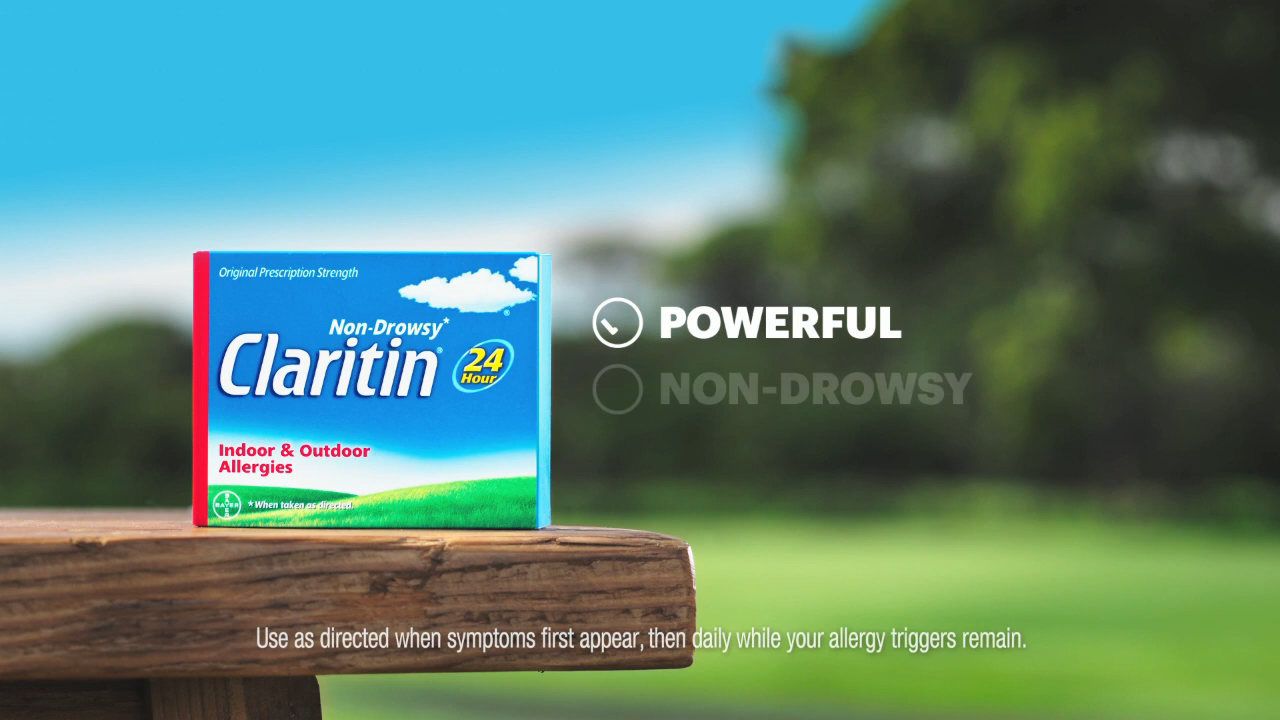 Original Prescription Strength
Non-Drowsy*
Claritin®
24
Hour
®
Indoor & Outdoor
Allergies
BAYER
*When taken as directed.
POWERFUL
NON-DROWSY
Use as directed when symptoms first appear, then daily while your allergy triggers remain.